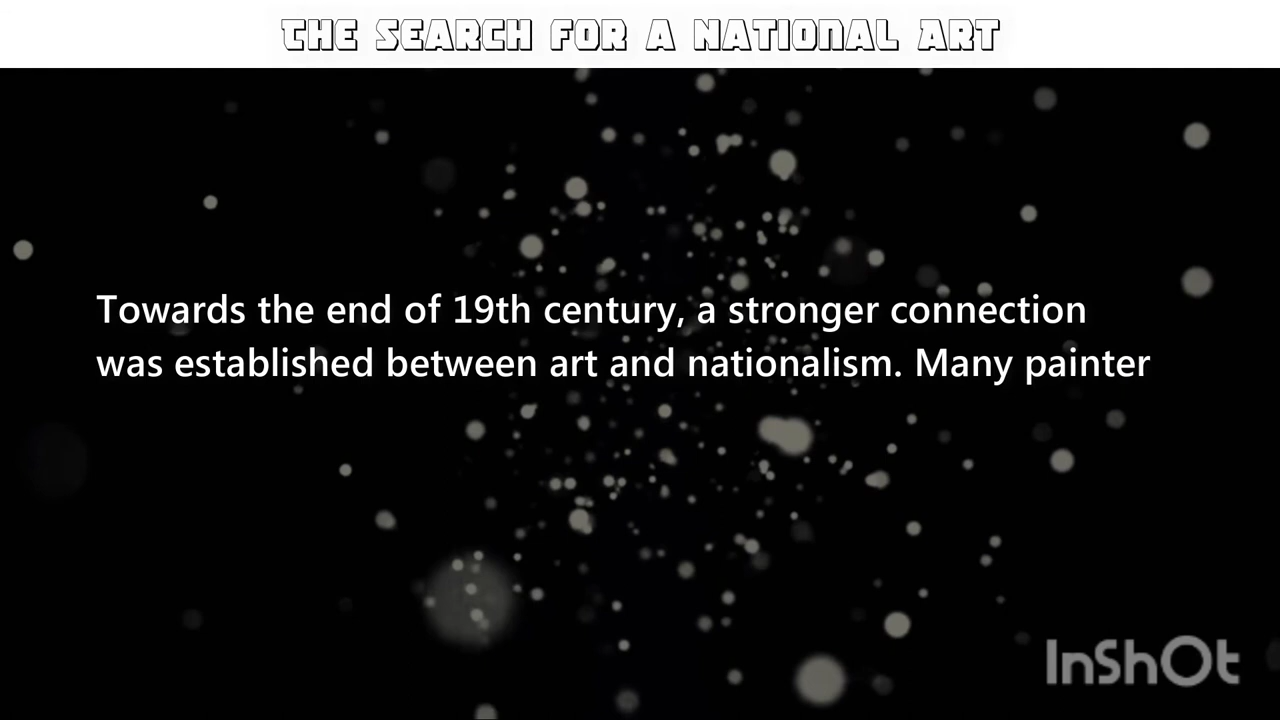 THE SEARCH FOR A NATIONAL ART
Towards the end of 19th century, a stronger connection
was established between art and nationalism. Many painter
InShOt